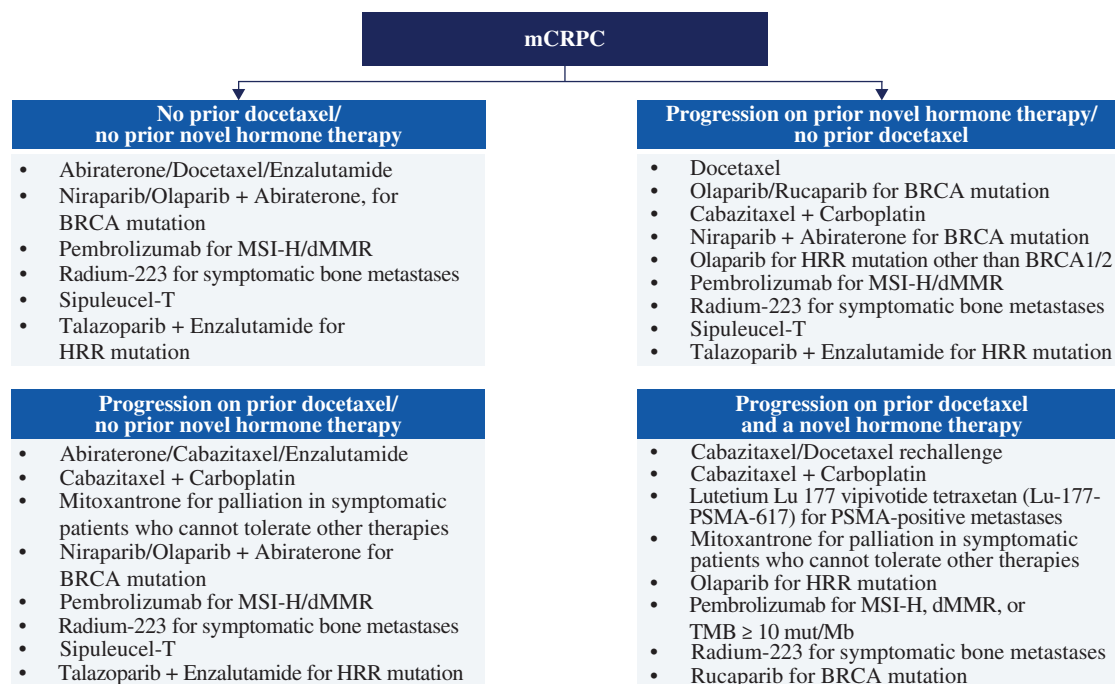 mCRPC
No prior docetaxel/
no prior novel hormone therapy
• Abiraterone/Docetaxel/Enzalutamide
• Niraparib/Olaparib + Abiraterone, for
BRCA mutation
• Pembrolizumab for MSI-H/dMMR
• Radium-223 for symptomatic bone metastases
• Sipuleucel-T
• Talazoparib + Enzalutamide for
HRR mutation
Progression on prior novel hormone therapy/
no prior docetaxel
• Docetaxel
• Olaparib/Rucaparib for BRCA mutation
• Cabazitaxel + Carboplatin
• Niraparib + Abiraterone for BRCA mutation
• Olaparib for HRR mutation other than BRCA1/2
• Pembrolizumab for MSI-H/dMMR
• Radium-223 for symptomatic bone metastases
• Sipuleucel-T
• Talazoparib + Enzalutamide for HRR mutation
Progression on prior docetaxel/
no prior novel hormone therapy
• Abiraterone/Cabazitaxel/Enzalutamide
• Cabazitaxel + Carboplatin
• Mitoxantrone for palliation in symptomatic
patients who cannot tolerate other therapies
• Niraparib/Olaparib + Abiraterone for
BRCA mutation
• Pembrolizumab for MSI-H/dMMR
• Radium-223 for symptomatic bone metastases
• Sipuleucel-T
• Talazoparib + Enzalutamide for HRR mutation
Progression on prior docetaxel
and a novel hormone therapy
• Cabazitaxel/Docetaxel rechallenge
• Cabazitaxel + Carboplatin
• Lutetium Lu 177 vipivotide tetraxetan (Lu-177-
PSMA-617) for PSMA-positive metastases
• Mitoxantrone for palliation in symptomatic
patients who cannot tolerate other therapies
• Olaparib for HRR mutation
• Pembrolizumab for MSI-H, dMMR, or
TMB ≥ 10 mut/Mb
• Radium-223 for symptomatic bone metastases
• Rucaparib for BRCA mutation